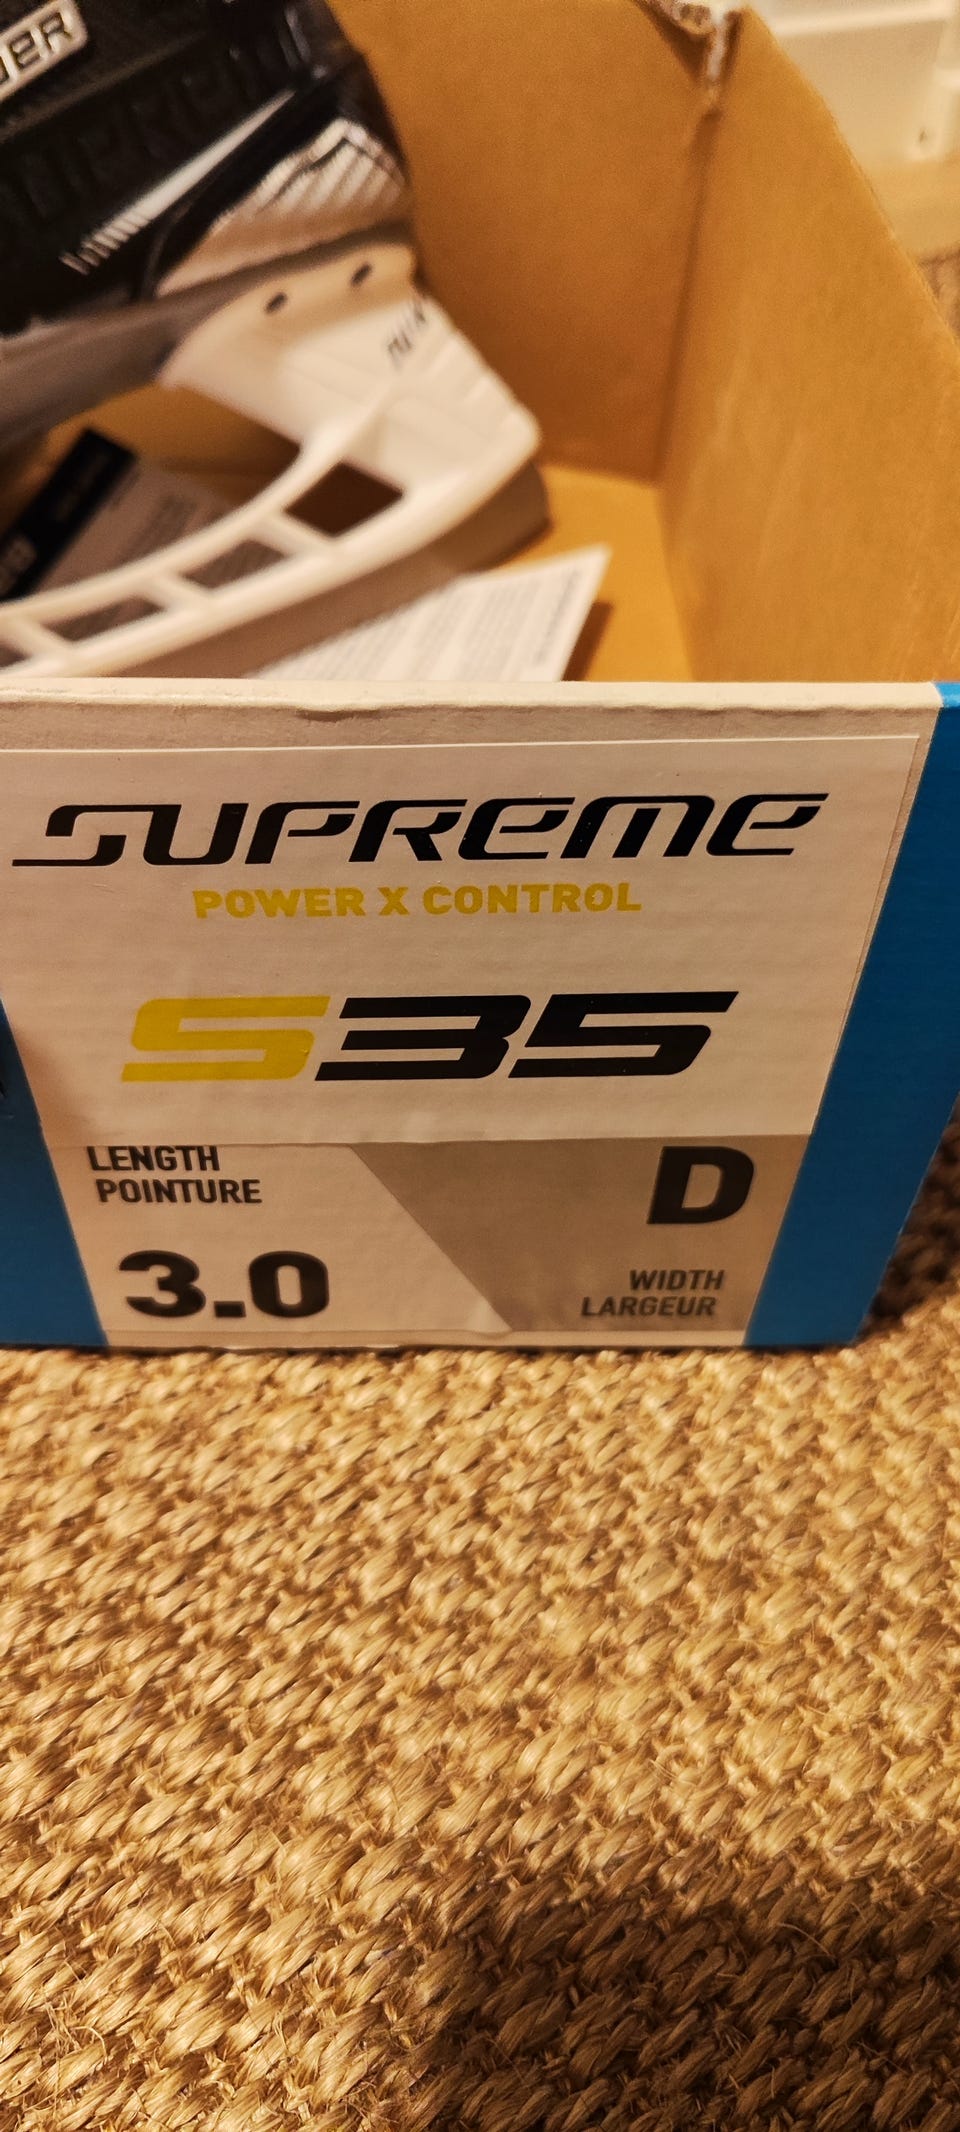 SUPREME
POWER X CONTROL
S35
LENGTH
POINTURE
3.0
D
WIDTH
LARGEUR